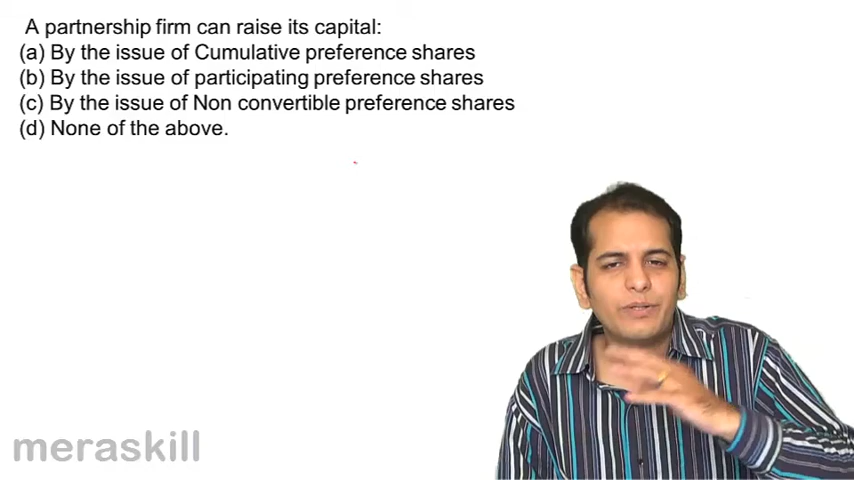 A partnership firm can raise its capital:
(a) By the issue of Cumulative preference shares
(b) By the issue of participating preference shares
(c) By the issue of Non convertible preference shares
(d) None of the above.
meraskill